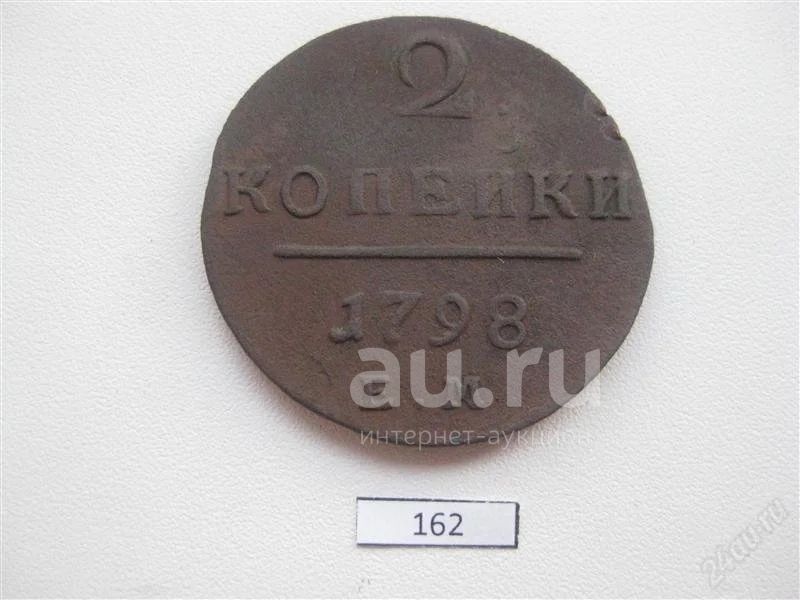 2
КОПЕЙКИ
1798
Е М
au.ru
интернет-аукцион
162
24au.ru